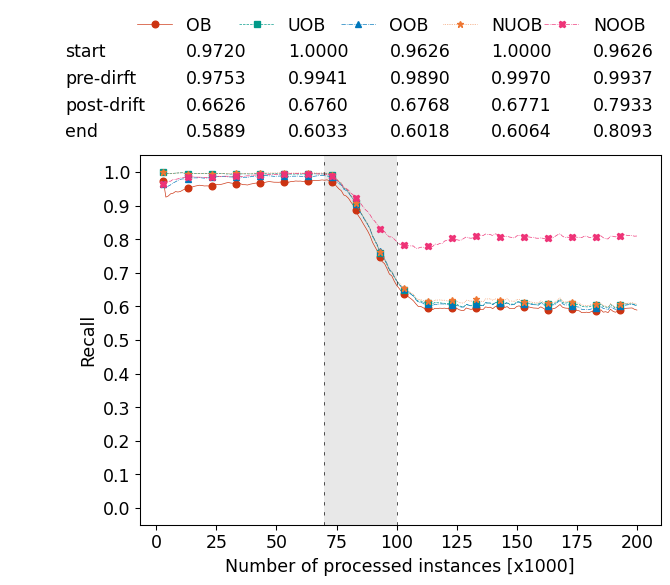 OB UOB OOB NUOB NOOB
start 0.9720 1.0000 0.9626 1.0000 0.9626
pre-dirft 0.9753 0.9941 0.9890 0.9970 0.9937
post-drift 0.6626 0.6760 0.6768 0.6771 0.7933
end 0.5889 0.6033 0.6018 0.6064 0.8093
1.0
0.9
0.8
0.7
0.6
0.5
0.4
0.3
0.2
0.1
0.0
Recall
0 25 50 75 100 125 150 175 200
Number of processed instances [x1000]